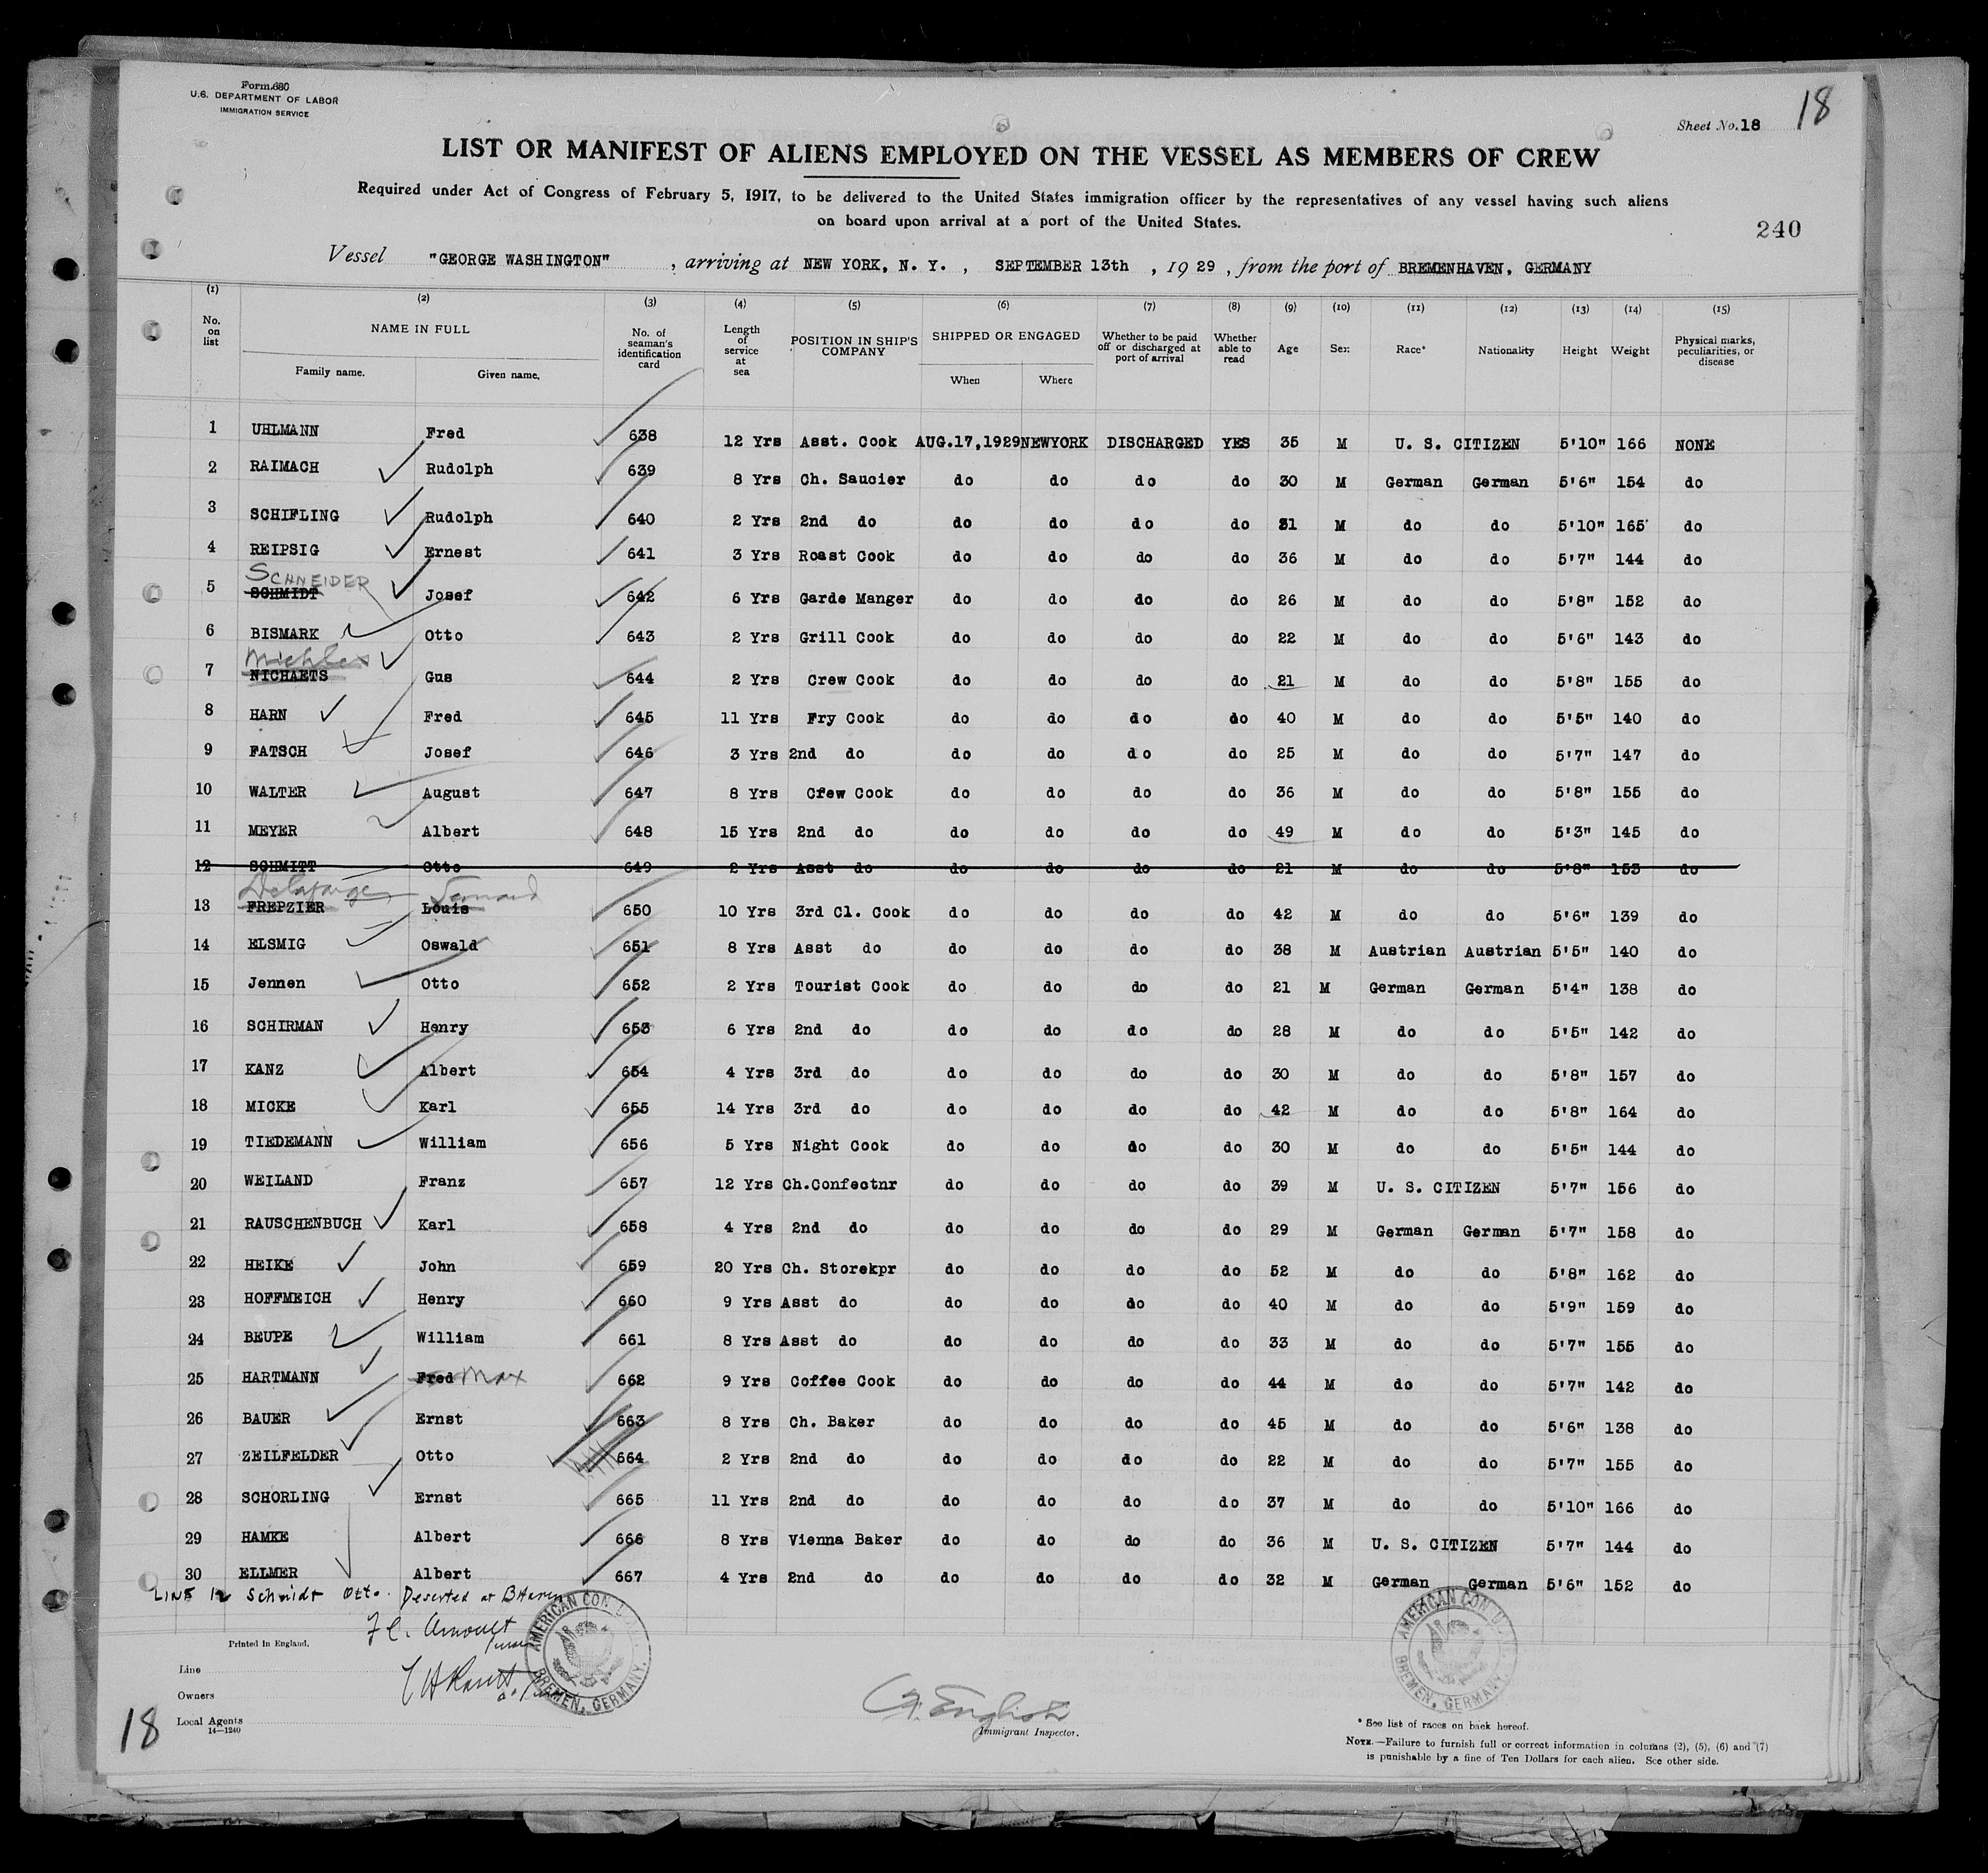 Form 680
U.S. DEPARTMENT OF LABOR
IMMIGRATION SERVICE
Sheet No. 18
18
LIST OR MANIFEST OF ALIENS EMPLOYED ON THE VESSEL AS MEMBERS OF CREW
Required under Act of Congress of February 5, 1917, to be delivered to the United States immigration officer by the representatives of any vessel having such aliens
on board upon arrival at a port of the United States.
240
Vessel "GEORGE WASHINGTON", arriving at NEW YORK, N. Y., SEPTEMBER 13th, 1929, from the port of BREMENHAVEN, GERMANY
(1) (2) (3) (4) (5) (6) (7) (8) (9) (10) (11) (12) (13) (14) (15)
No. on list NAME IN FULL Family name. Given name. No. of seaman's identification card Length of service at sea POSITION IN SHIP'S COMPANY SHIPPED OR ENGAGED When Where Whether to be paid off or discharged at port of arrival Whether able to read Age Sex Race* Nationality Height Weight Physical marks, peculiarities, or disease
1 UHLMANN Fred 638 12 Yrs Asst. Cook AUG.17,1929 NEWYORK DISCHARGED YES 35 M U. S. CITIZEN 5'10" 166 NONE
2 RAIMACH Rudolph 639 8 Yrs Ch. Saucier do do do do 30 M German German 5'6" 154 do
3 SCHIFLING Rudolph 640 2 Yrs 2nd do do do do do 31 M do do 5'10" 165 do
4 REIPSIG Ernest 641 3 Yrs Roast Cook do do do do 36 M do do 5'7" 144 do
SCHNEIDER
5 SCHMIDT Josef 642 6 Yrs Garde Manger do do do do 26 M do do 5'8" 152 do
6 BISMARK Otto 643 2 Yrs Grill Cook do do do do 22 M do do 5'6" 143 do
7 NICHAETS Gus 644 2 Yrs Crew Cook do do do do 21 M do do 5'8" 155 do
8 HARN Fred 645 11 Yrs Fry Cook do do do do 40 M do do 5'5" 140 do
9 FATSCH Josef 646 3 Yrs 2nd do do do do do 25 M do do 5'7" 147 do
10 WALTER August 647 8 Yrs Crew Cook do do do do 36 M do do 5'8" 155 do
11 MEYER Albert 648 15 Yrs 2nd do do do do do 49 M do do 5'3" 145 do
12 SCHMITT Otto 649 2 Yrs Asst do do do do do 21 M do do 5'8" 153 do
13 FREPZIER Louis 650 10 Yrs 3rd Cl. Cook do do do do 42 M do do 5'6" 139 do
14 ELSMIG Oswald 651 8 Yrs Asst do do do do do 38 M Austrian Austrian 5'5" 140 do
15 Jennen Otto 652 2 Yrs Tourist Cook do do do do 21 M German German 5'4" 138 do
16 SCHIRMAN Henry 653 6 Yrs 2nd do do do do do 28 M do do 5'5" 142 do
17 KANZ Albert 654 4 Yrs 3rd do do do do do 30 M do do 5'8" 157 do
18 MICKE Karl 655 14 Yrs 3rd do do do do do 42 M do do 5'8" 164 do
19 TIEDEMANN William 656 5 Yrs Night Cook do do do do 30 M do do 5'5" 144 do
20 WEILAND Franz 657 12 Yrs Ch.Confectnr do do do do 39 M U. S. CITIZEN 5'7" 156 do
21 RAUSCHENBUCH Karl 658 4 Yrs 2nd do do do do do 29 M German German 5'7" 158 do
22 HEIKE John 659 20 Yrs Ch. Storekpr do do do do 52 M do do 5'8" 162 do
23 HOFFMEICH Henry 660 9 Yrs Asst do do do do do 40 M do do 5'9" 159 do
24 BEUPE William 661 8 Yrs Asst do do do do do 33 M do do 5'7" 155 do
25 HARTMANN Fred Max 662 9 Yrs Coffee Cook do do do do 44 M do do 5'7" 142 do
26 BAUER Ernst 663 8 Yrs Ch. Baker do do do do 45 M do do 5'6" 138 do
27 ZEILFELDER Otto 664 2 Yrs 2nd do do do do do 22 M do do 5'7" 155 do
28 SCHORLING Ernst 665 11 Yrs 2nd do do do do do 37 M do do 5'10" 166 do
29 HAMKE Albert 666 8 Yrs Vienna Baker do do do do 36 M U. S. CITIZEN 5'7" 144 do
30 ELLMER Albert 667 4 Yrs 2nd do do do do do 32 M German German 5'6" 152 do
LINE 12 Schmidt Otto. Deserted at BHaven
AMERICAN CONSUL BREMEN, GERMANY.
AMERICAN CONSUL BREMEN, GERMANY.
Printed in England.
Line
Owners
Local Agents
14—1240
18
English
Immigrant Inspector.
* See list of races on back hereof.
NOTE.—Failure to furnish full or correct information in columns (2), (5), (6) and (7)
is punishable by a fine of Ten Dollars for each alien. See other side.